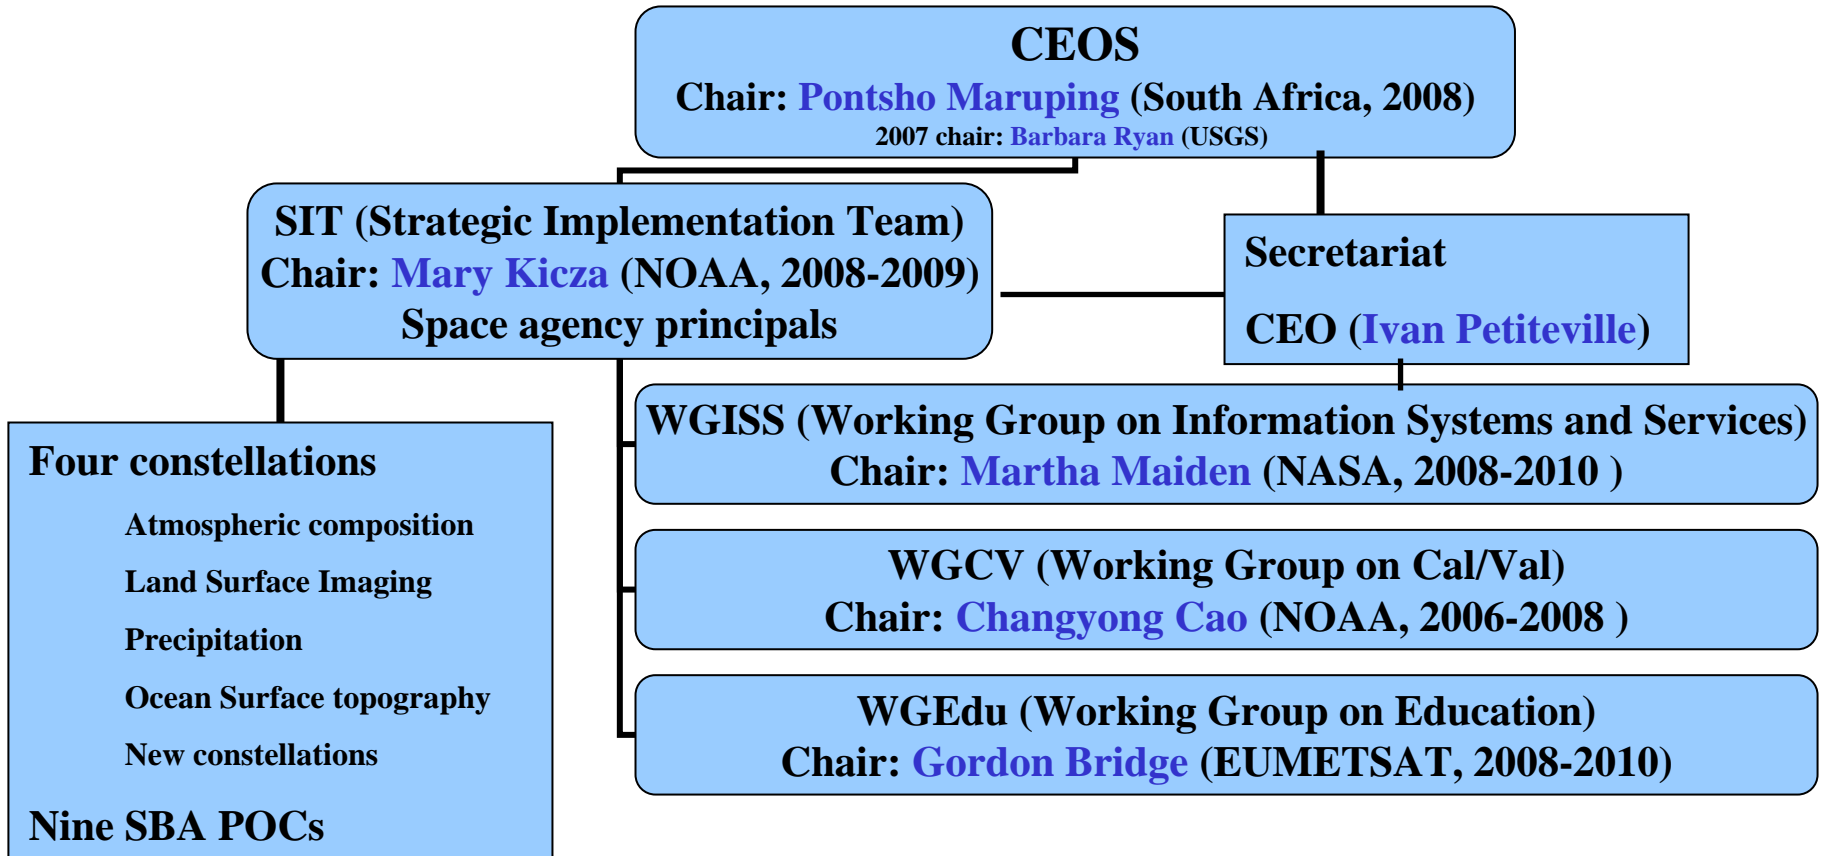 CEOS
Chair: Pontsho Maruping (South Africa, 2008)
2007 chair: Barbara Ryan (USGS)
SIT (Strategic Implementation Team)
Chair: Mary Kicza (NOAA, 2008-2009)
Space agency principals
Secretariat
CEO (Ivan Petiteville)
Four constellations
Atmospheric composition
Land Surface Imaging
Precipitation
Ocean Surface topography
New constellations
Nine SBA POCs
WGISS (Working Group on Information Systems and Services)
Chair: Martha Maiden (NASA, 2008-2010 )
WGCV (Working Group on Cal/Val)
Chair: Changyong Cao (NOAA, 2006-2008 )
WGEdu (Working Group on Education)
Chair: Gordon Bridge (EUMETSAT, 2008-2010)